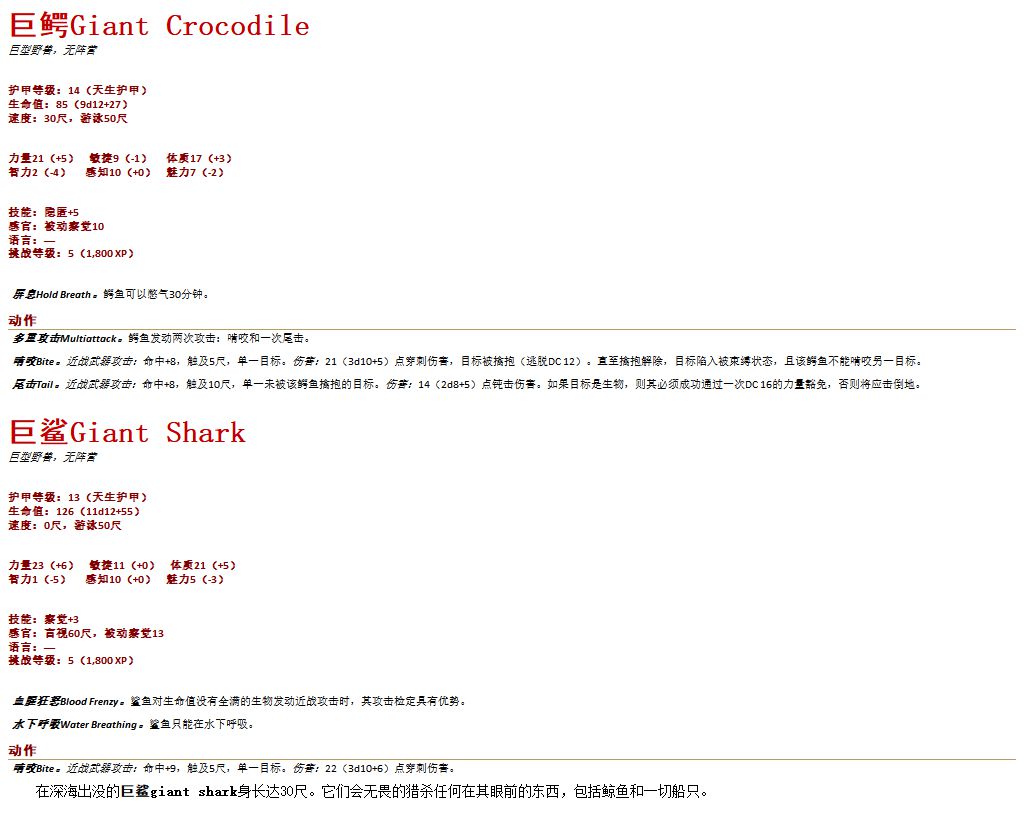 巨鳄Giant Crocodile
巨型野兽，无阵营
护甲等级：14（天生护甲）
生命值：85（9d12+27）
速度：30尺，游泳50尺
力量21（+5） 敏捷9（-1） 体质17（+3）
智力2（-4） 感知10（+0） 魅力7（-2）
技能：隐匿+5
感官：被动察觉10
语言：—
挑战等级：5（1,800 XP）
屏息Hold Breath。鳄鱼可以憋气30分钟。
动作
多重攻击Multiattack。鳄鱼发动两次攻击：啃咬和一次尾击。
啃咬Bite。近战武器攻击：命中+8，触及5尺，单一目标。伤害：21（3d10+5）点穿刺伤害，目标被擒抱（逃脱DC 12）。直至擒抱解除，目标陷入被束缚状态，且该鳄鱼不能啃咬另一目标。
尾击Tail。近战武器攻击：命中+8，触及10尺，单一未被该鳄鱼擒抱的目标。伤害：14（2d8+5）点钝击伤害。如果目标是生物，则其必须成功通过一次DC 16的力量豁免，否则将应击倒地。
巨鲨Giant Shark
巨型野兽，无阵营
护甲等级：13（天生护甲）
生命值：126（11d12+55）
速度：0尺，游泳50尺
力量23（+6） 敏捷11（+0） 体质21（+5）
智力1（-5） 感知10（+0） 魅力5（-3）
技能：察觉+3
感官：盲视60尺，被动察觉13
语言：—
挑战等级：5（1,800 XP）
血腥狂怒Blood Frenzy。鲨鱼对生命值没有全满的生物发动近战攻击时，其攻击检定具有优势。
水下呼吸Water Breathing。鲨鱼只能在水下呼吸。
动作
啃咬Bite。近战武器攻击：命中+9，触及5尺，单一目标。伤害：22（3d10+6）点穿刺伤害。
在深海出没的巨鲨giant shark身长达30尺。它们会无畏的猎杀任何在其眼前的东西，包括鲸鱼和一切船只。